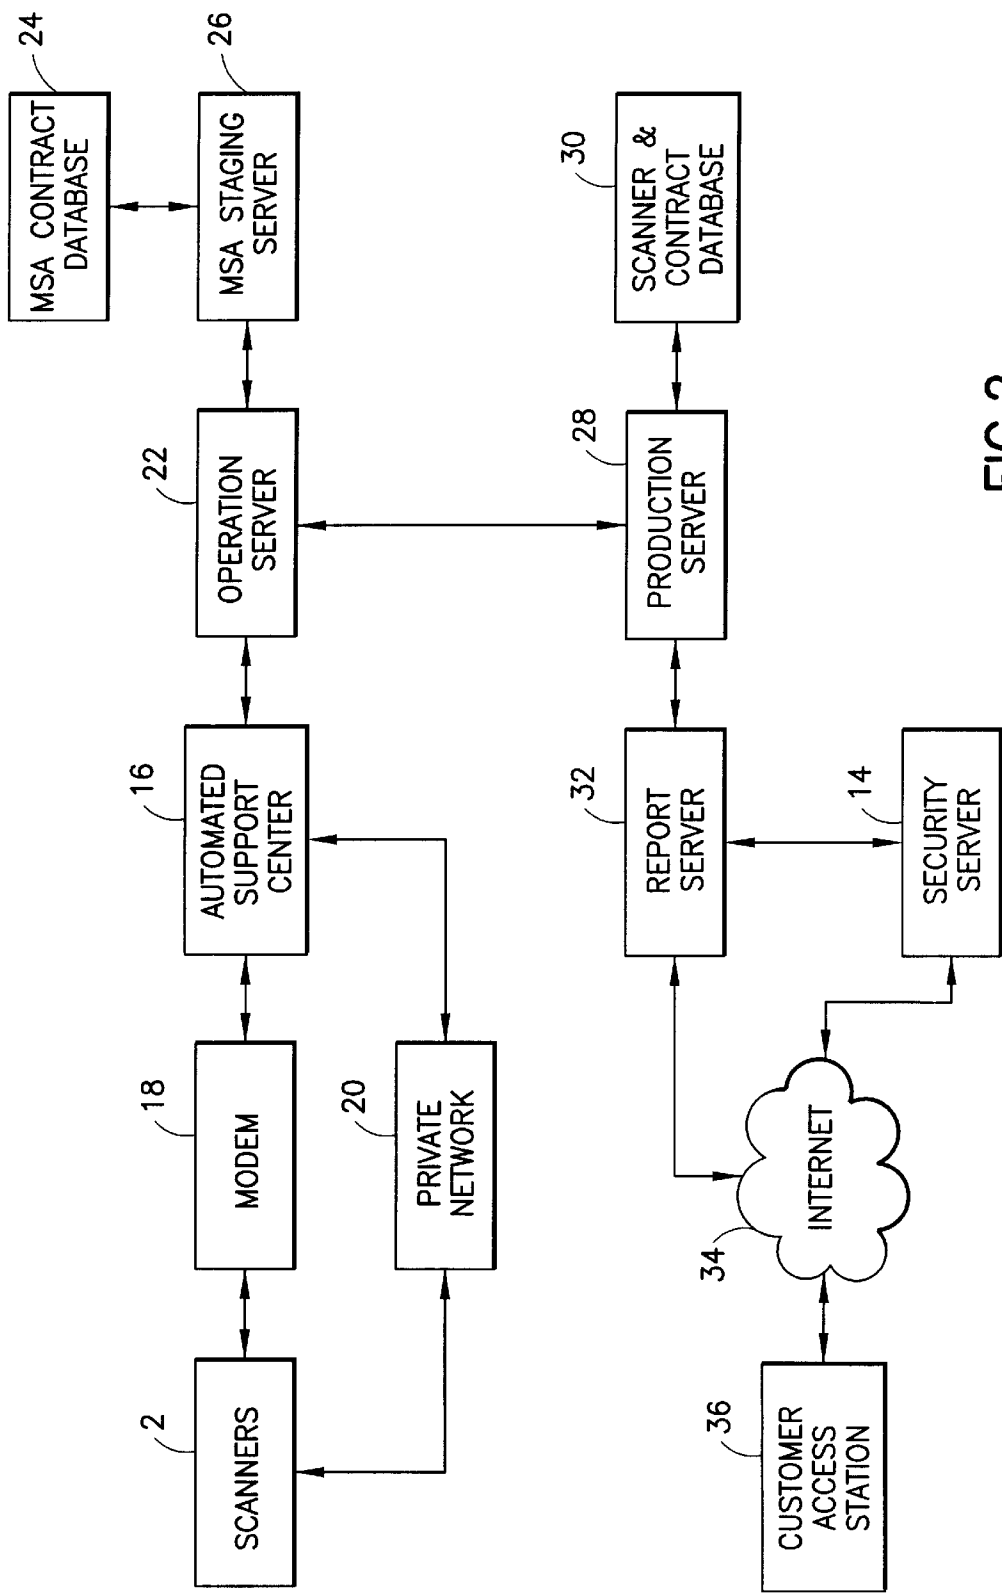 24
MSA CONTRACT
DATABASE
26
MSA STAGING
SERVER
22
OPERATION
SERVER
16
AUTOMATED
SUPPORT
CENTER
18
MODEM
20
PRIVATE
NETWORK
2
SCANNERS
30
SCANNER &
CONTRACT
DATABASE
28
PRODUCTION
SERVER
32
REPORT
SERVER
14
SECURITY
SERVER
34
INTERNET
36
CUSTOMER
ACCESS
STATION